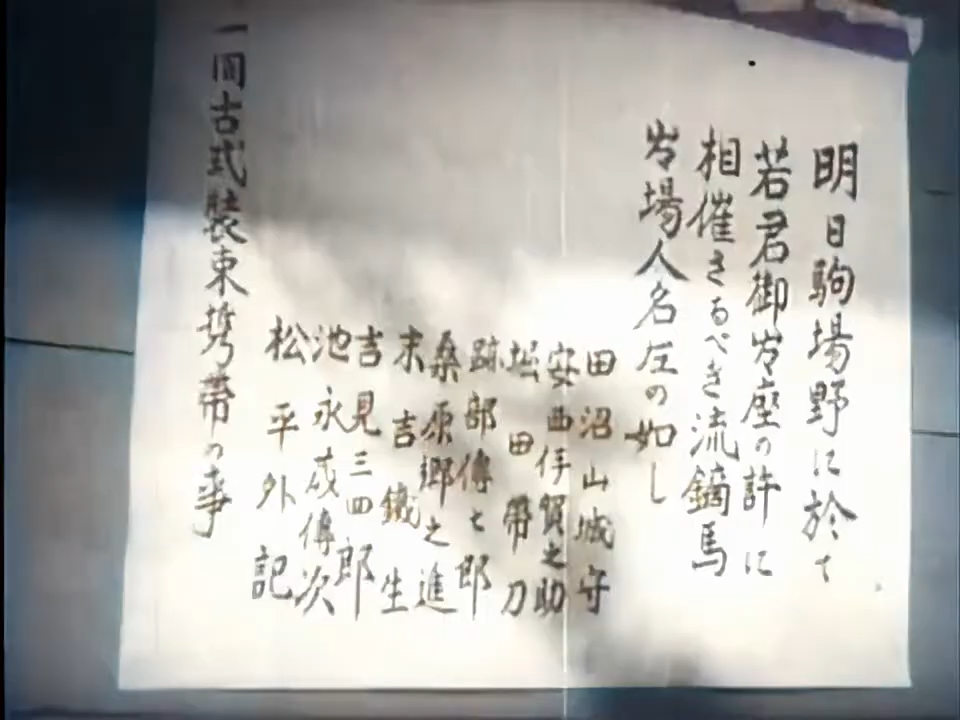 明日駒場野に於て
若君御出座の許に
相催さるべき流鏑馬
出場人名左の如し
田沼山城守
安西伊賀之助
堀田帯刀
跡部傳七郎
桑原郷之進
末吉鐵生
吉見三四郎
池永成傳次
松平外記
一同古式装束携帯の事